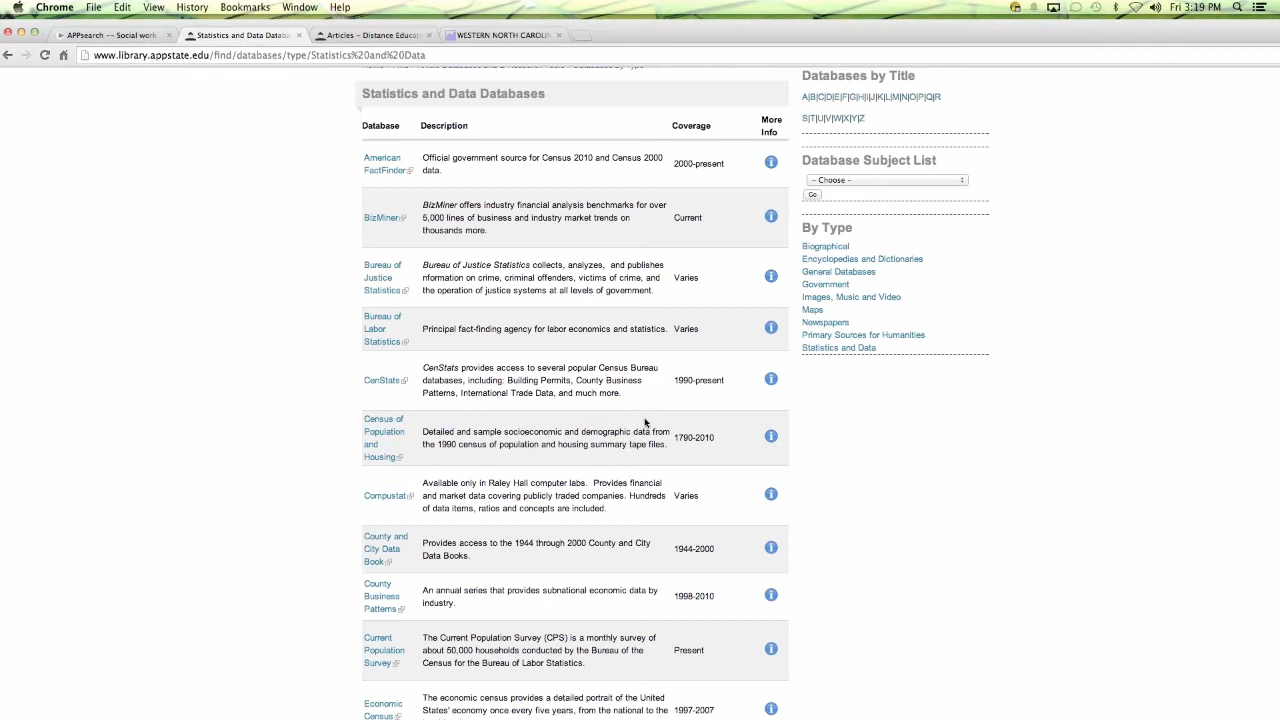 Chrome File Edit View History Bookmarks Window Help Fri 3:19 PM
APPsearch -- Social work
Statistics and Data Databa
Articles – Distance Educat
WESTERN NORTH CAROLI
www.library.appstate.edu/find/databases/type/Statistics%20and%20Data
Statistics and Data Databases
Database Description Coverage More Info
American FactFinder
Official government source for Census 2010 and Census 2000
data.
2000-present
BizMiner
BizMiner offers industry financial analysis benchmarks for over
5,000 lines of business and industry market trends on
thousands more.
Current
Bureau of
Justice
Statistics
Bureau of Justice Statistics collects, analyzes, and publishes
nformation on crime, criminal offenders, victims of crime, and
the operation of justice systems at all levels of government.
Varies
Bureau of
Labor
Statistics
Principal fact-finding agency for labor economics and statistics.
Varies
CenStats
CenStats provides access to several popular Census Bureau
databases, including: Building Permits, County Business
Patterns, International Trade Data, and much more.
1990-present
Census of
Population
and
Housing
Detailed and sample socioeconomic and demographic data from
the 1990 census of population and housing summary tape files.
1790-2010
Compustat
Available only in Raley Hall computer labs. Provides financial
and market data covering publicly traded companies. Hundreds
of data items, ratios and concepts are included.
Varies
County and
City Data
Book
Provides access to the 1944 through 2000 County and City
Data Books.
1944-2000
County
Business
Patterns
An annual series that provides subnational economic data by
industry.
1998-2010
Current
Population
Survey
The Current Population Survey (CPS) is a monthly survey of
about 50,000 households conducted by the Bureau of the
Census for the Bureau of Labor Statistics.
Present
Economic
Census
The economic census provides a detailed portrait of the United
States' economy once every five years, from the national to the
1997-2007
Databases by Title
A|B|C|D|E|F|G|H|I|J|K|L|M|N|O|P|Q|R
S|T|U|V|W|X|Y|Z
Database Subject List
- Choose -
Go
By Type
Biographical
Encyclopedias and Dictionaries
General Databases
Government
Images, Music and Video
Maps
Newspapers
Primary Sources for Humanities
Statistics and Data